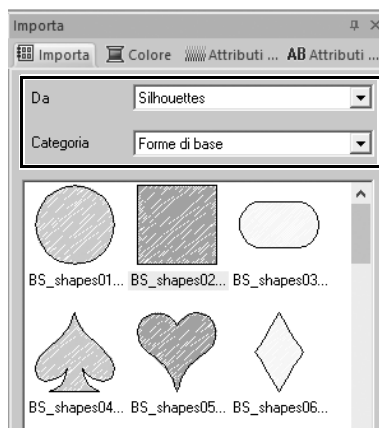 Importa
Importa Colore Attributi ... AB Attributi ...
Da Silhouettes
Categoria Forme di base
BS_shapes01... BS_shapes02... BS_shapes03...
BS_shapes04... BS_shapes05... BS_shapes06...